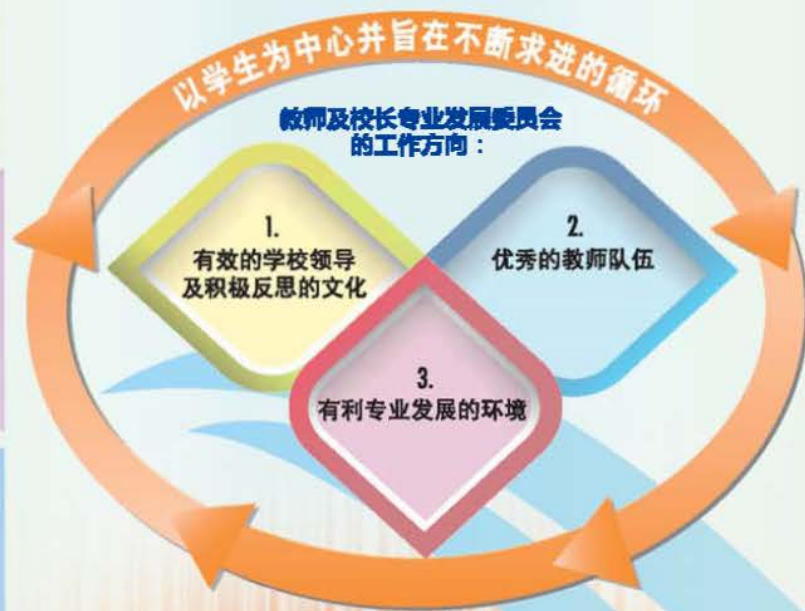 以学生为中心并旨在不断求进的循环
教师及校长专业发展委员会
的工作方向：
1.
有效的学校领导
及积极反思的文化
2.
优秀的教师队伍
3.
有利专业发展的环境